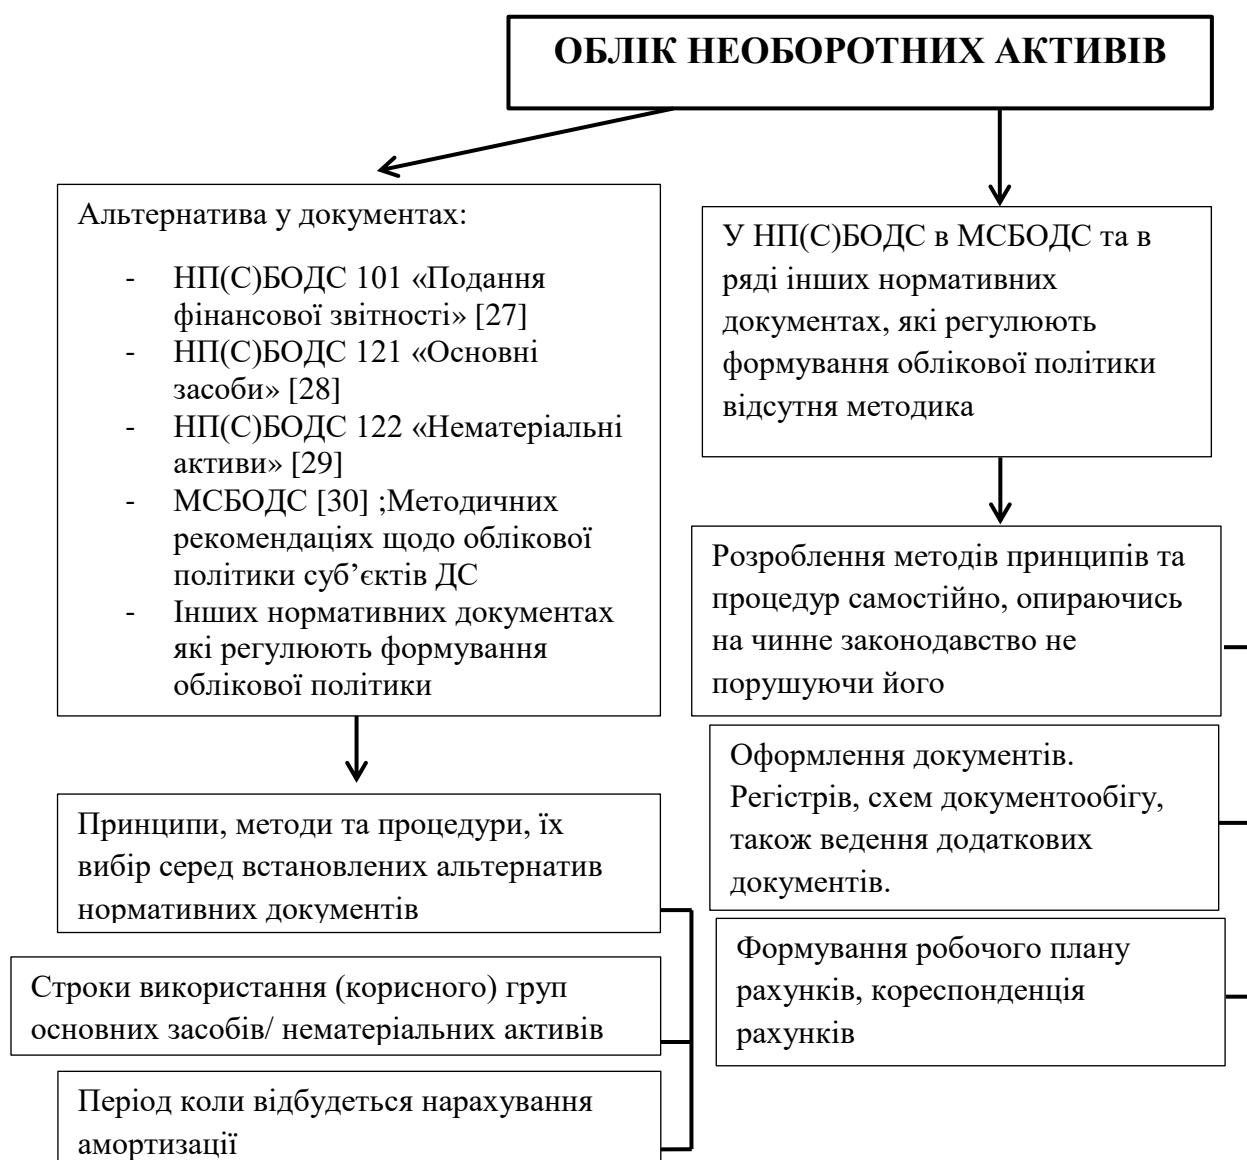 ОБЛІК НЕОБОРОТНИХ АКТИВІВ
Альтернатива у документах:
- НП(С)БОДС 101 «Подання
фінансової звітності» [27]
- НП(С)БОДС 121 «Основні
засоби» [28]
- НП(С)БОДС 122 «Нематеріальні
активи» [29]
- МСБОДС [30] ;Методичних
рекомендаціях щодо облікової
політики суб’єктів ДС
- Інших нормативних документах
які регулюють формування
облікової політики
Принципи, методи та процедури, їх
вибір серед встановлених альтернатив
нормативних документів
Строки використання (корисного) груп
основних засобів/ нематеріальних активів
Період коли відбудеться нарахування
амортизації
У НП(С)БОДС в МСБОДС та в
ряді інших нормативних
документах, які регулюють
формування облікової політики
відсутня методика
Розроблення методів принципів та
процедур самостійно, опираючись
на чинне законодавство не
порушуючи його
Оформлення документів.
Регістрів, схем документообігу,
також ведення додаткових
документів.
Формування робочого плану
рахунків, кореспонденція
рахунків